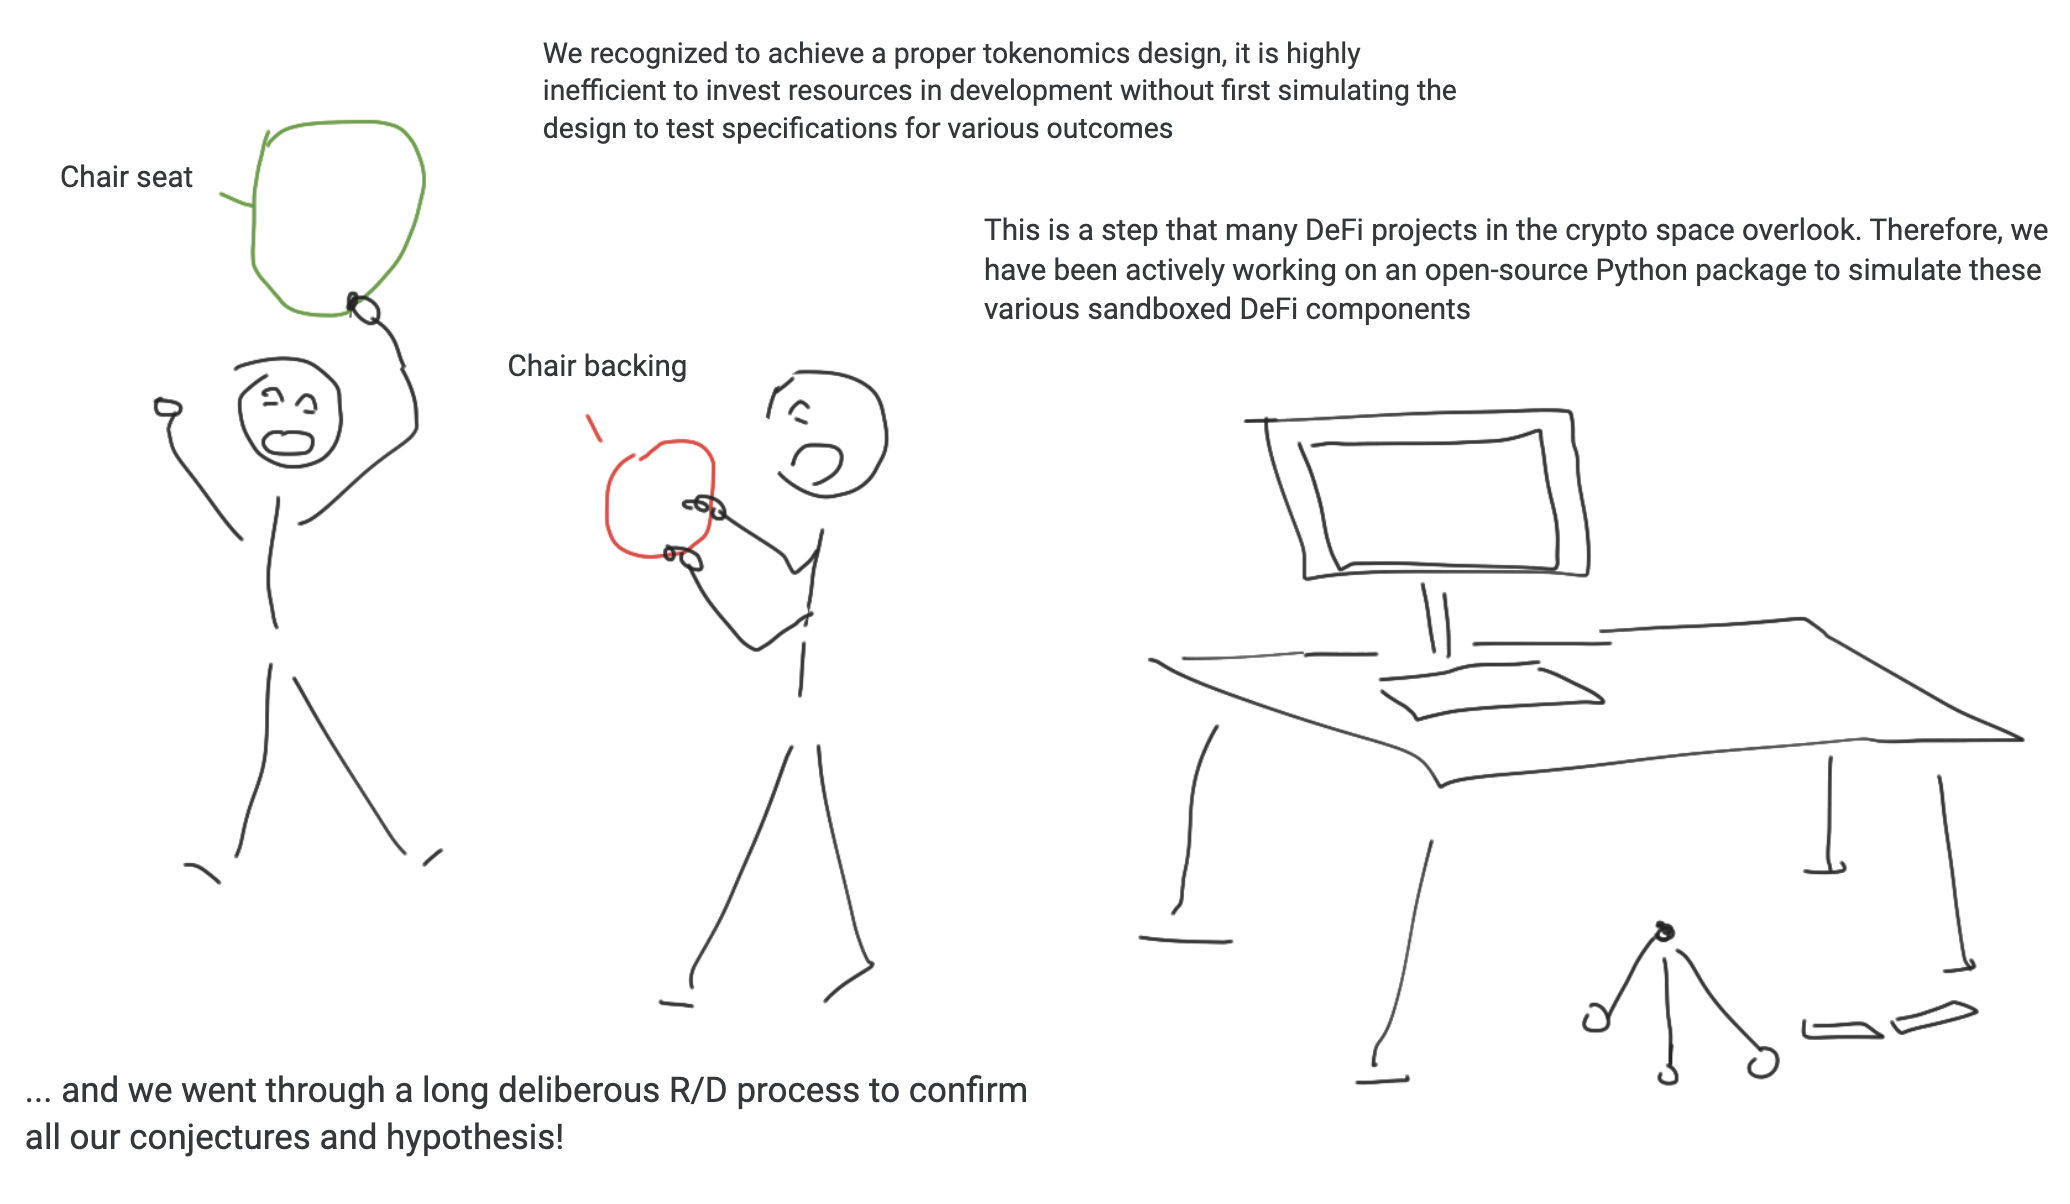 We recognized to achieve a proper tokenomics design, it is highly
inefficient to invest resources in development without first simulating the
design to test specifications for various outcomes
Chair seat
This is a step that many DeFi projects in the crypto space overlook. Therefore, we
have been actively working on an open-source Python package to simulate these
various sandboxed DeFi components
Chair backing
... and we went through a long deliberous R/D process to confirm
all our conjectures and hypothesis!